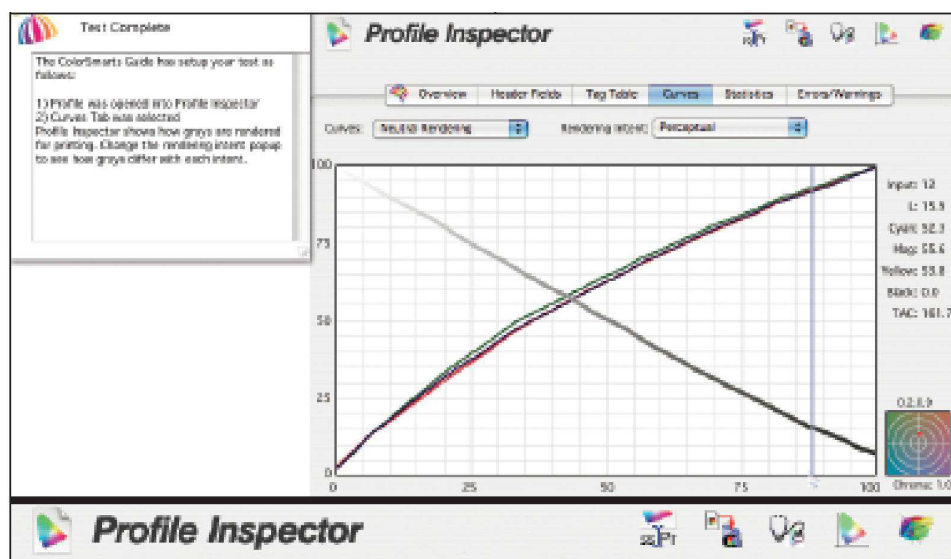 Test Complete
The ColorSmarts Guide has setup your test as
follows:
1) Profile was opened into Profile Inspector
2) Curves Tab was selected
Profile Inspector shows how grays are rendered
for printing. Change the rendering intent popup
to see how grays differ with each intent.
Profile Inspector
Overview Header Fields Tag Table Curves Statistics Errors/Warnings
Curves: Neutral Rendering Rendering Intent: Perceptual
100
75
50
25
0
0 25 50 75 100
Input: 12
L: 15.9
Cyan: 52.3
Mag: 55.6
Yellow: 53.8
Black: 0.0
TAC: 161.7
Chroma: 1.0
Profile Inspector